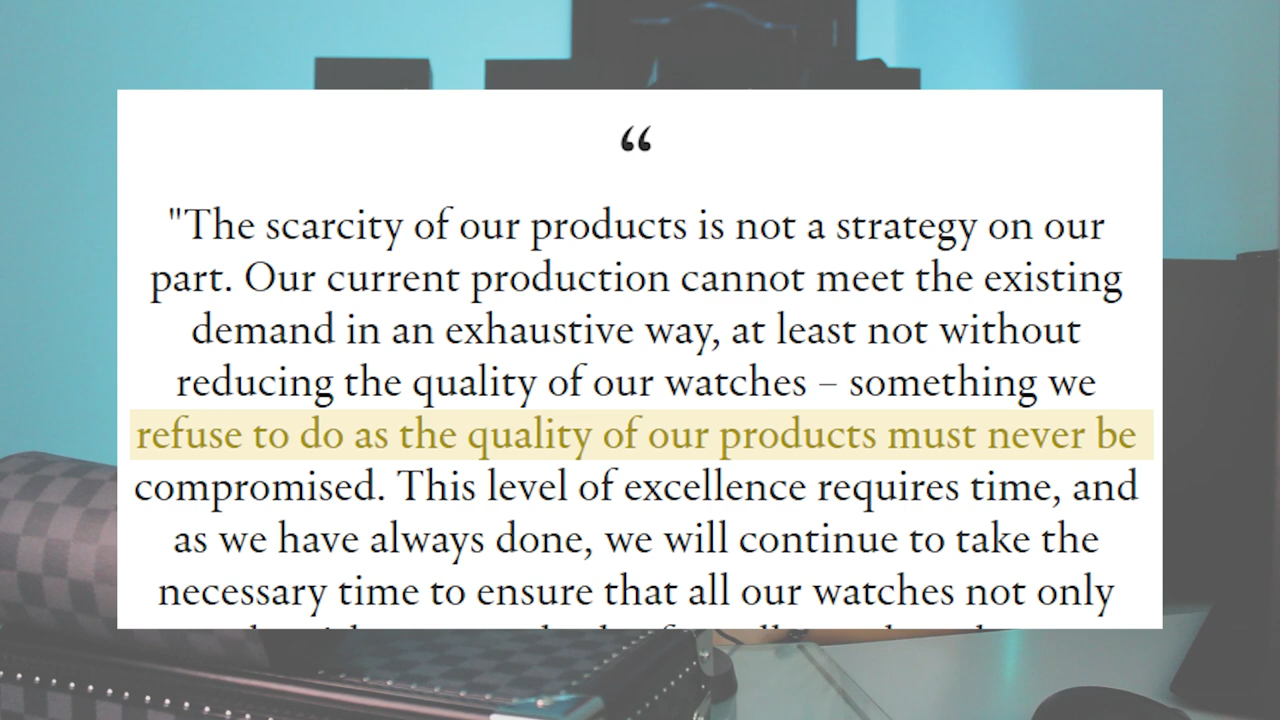 “
"The scarcity of our products is not a strategy on our
part. Our current production cannot meet the existing
demand in an exhaustive way, at least not without
reducing the quality of our watches – something we
refuse to do as the quality of our products must never be
compromised. This level of excellence requires time, and
as we have always done, we will continue to take the
necessary time to ensure that all our watches not only